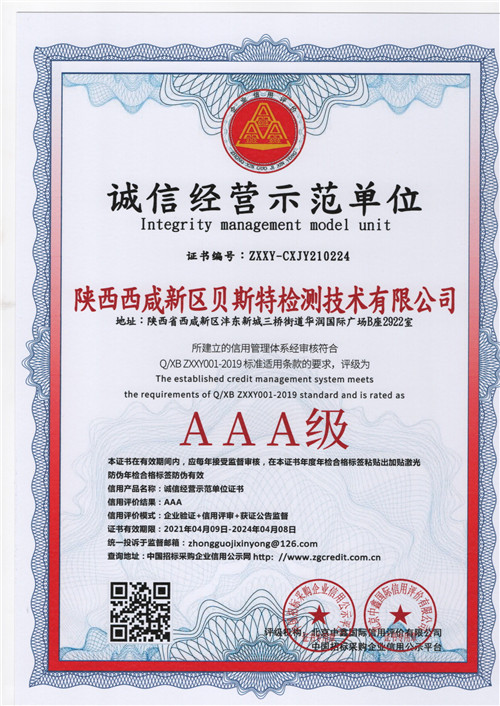 企业信用评价
诚信经营示范单位
Integrity management model unit
证书编号：ZXXY-CXJY210224
陕西西咸新区贝斯特检测技术有限公司
地址：陕西省西咸新区沣东新城三桥街道华润国际广场B座2922室
所建立的信用管理体系经审核符合
Q/XB ZXXY001-2019 标准适用条款的要求，评级为
The established credit management system meets
the requirements of Q/XB ZXXY001-2019 standard and is rated as
AAA级
本证书在有效期间内，应每年接受监督审核，在本证书年度年检合格标签粘贴出加贴激光
防伪年检合格标签防伪有效
信用产品名称：诚信经营示范单位证书
信用评价结果：AAA
信用评价模式：企业验证+信用评审+获证公告监督
证书有效期限：2021年04月09日-2024年04月08日
统一投诉于监督邮箱：zhongguojixinyong@126.com
查询地址：中国招标采购企业信用公示网 http: //www.zgcredit.com.cn
评级机构：北京中鑫国际信用评价有限公司
中国招标采购企业信用公示平台